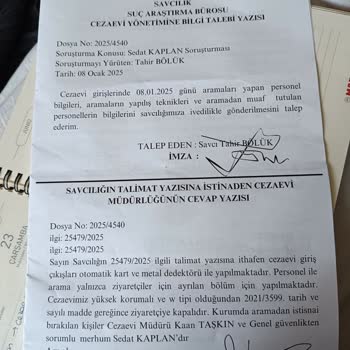 SAVCILIK
SUÇ ARAŞTIRMA BÜROSU
CEZAEVİ YÖNETİMİNE BİLGİ TALEBİ YAZISI
Dosya No: 2025/4540
Soruşturma Konusu: Sedat KAPLAN Soruşturması
Soruşturmayı Yürüten: Tahir BÖLÜK
Tarih: 08 Ocak 2025
Cezaevi girişlerinde 08.01.2025 günü aramaları yapan personel
bilgileri, aramaların yapılış teknikleri ve aramadan muaf tutulan
personellerin bilgilerini savcılığımıza ivedilikle gönderilmesini talep
ederim.
TALEP EDEN : Savcı Tahir BÖLÜK
İMZA :
SAVCILIĞIN TALİMAT YAZISINA İSTİNADEN CEZAEVİ
MÜDÜRLÜĞÜNÜN CEVAP YAZISI
Dosya No: 2025/4540
ilgi: 25479/2025
ilgi: 25479/2025
Sayın Savcılığın 25479/2025 ilgili talimat yazısına ithafen cezaevi giriş
çıkışları otomatik kart ve metal dedektörü ile yapılmaktadır. Personel ile
arama yalnızca ziyaretçiler için ayrılan bölüm için yapılmaktadır.
Cezaevimiz yüksek korumalı ve w tipi olduğundan 2021/3599. tarih ve
sayılı madde gereğince ziyaretçiye kapalıdır. Kurumda aramadan istisnai
bırakılan kişiler Cezaevi Müdürü Kaan TAŞKIN ve Genel güvenlikten
sorumlu merhum Sedat KAPLAN'dır
23
ÇARŞAMBA